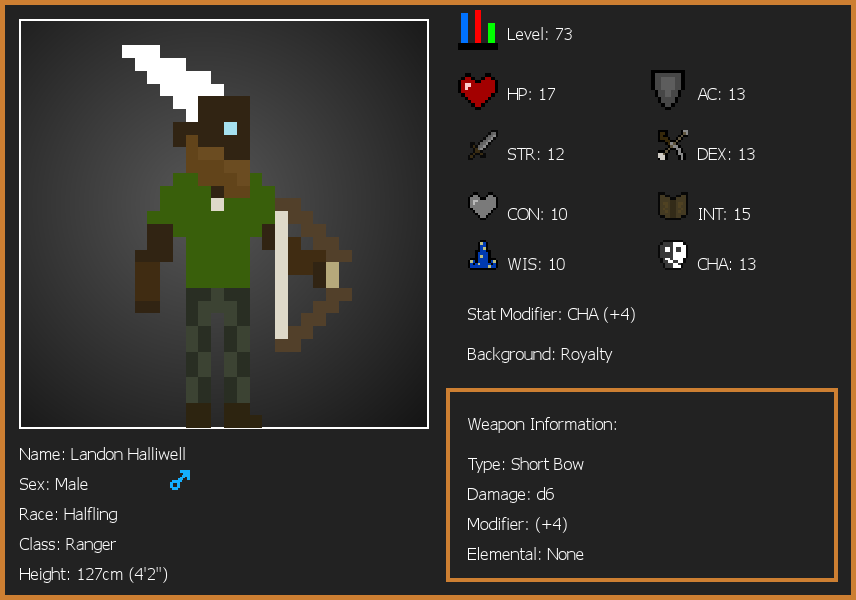 Level: 73
HP: 17
AC: 13
STR: 12
DEX: 13
CON: 10
INT: 15
WIS: 10
CHA: 13
Stat Modifier: CHA (+4)
Background: Royalty
Weapon Information:
Type: Short Bow
Damage: d6
Modifier: (+4)
Elemental: None
Name: Landon Halliwell
Sex: Male
Race: Halfling
Class: Ranger
Height: 127cm (4'2")